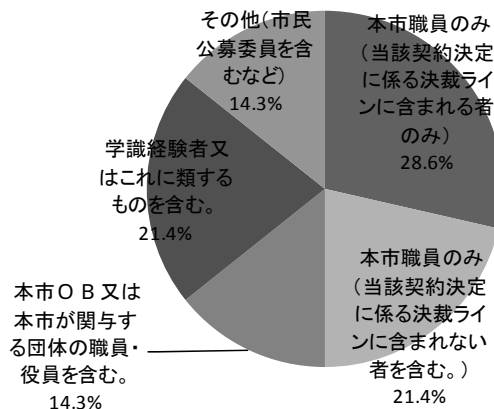 本市職員のみ
(当該契約決定
に係る決裁ライ
ンに含まれる者
のみ)
28.6%
本市職員のみ
(当該契約決定
に係る決裁ライ
ンに含まれない
者を含む。)
21.4%
本市OB又は
本市が関与す
る団体の職員・
役員を含む。
14.3%
学識経験者又
はこれに類する
ものを含む。
21.4%
その他(市民
公募委員を含
むなど)
14.3%